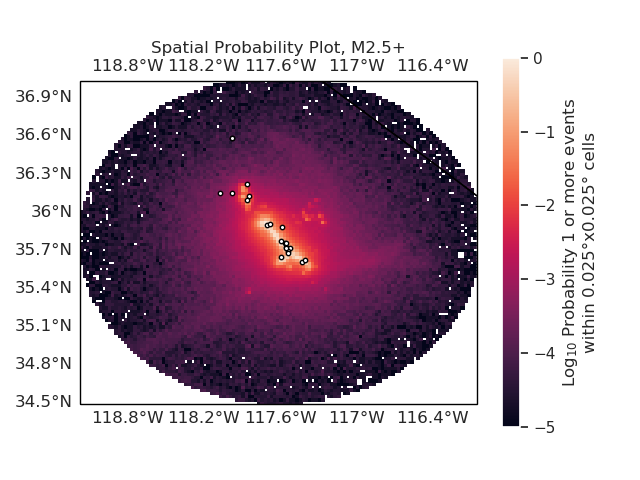 Spatial Probability Plot, M2.5+
118.8°W 118.2°W 117.6°W 117°W 116.4°W
36.9°N
36.6°N
36.3°N
36°N
35.7°N
35.4°N
35.1°N
34.8°N
34.5°N
118.8°W 118.2°W 117.6°W 117°W 116.4°W
0
−1
−2
−3
−4
−5
Log₁₀ Probability 1 or more events
within 0.025°x0.025° cells